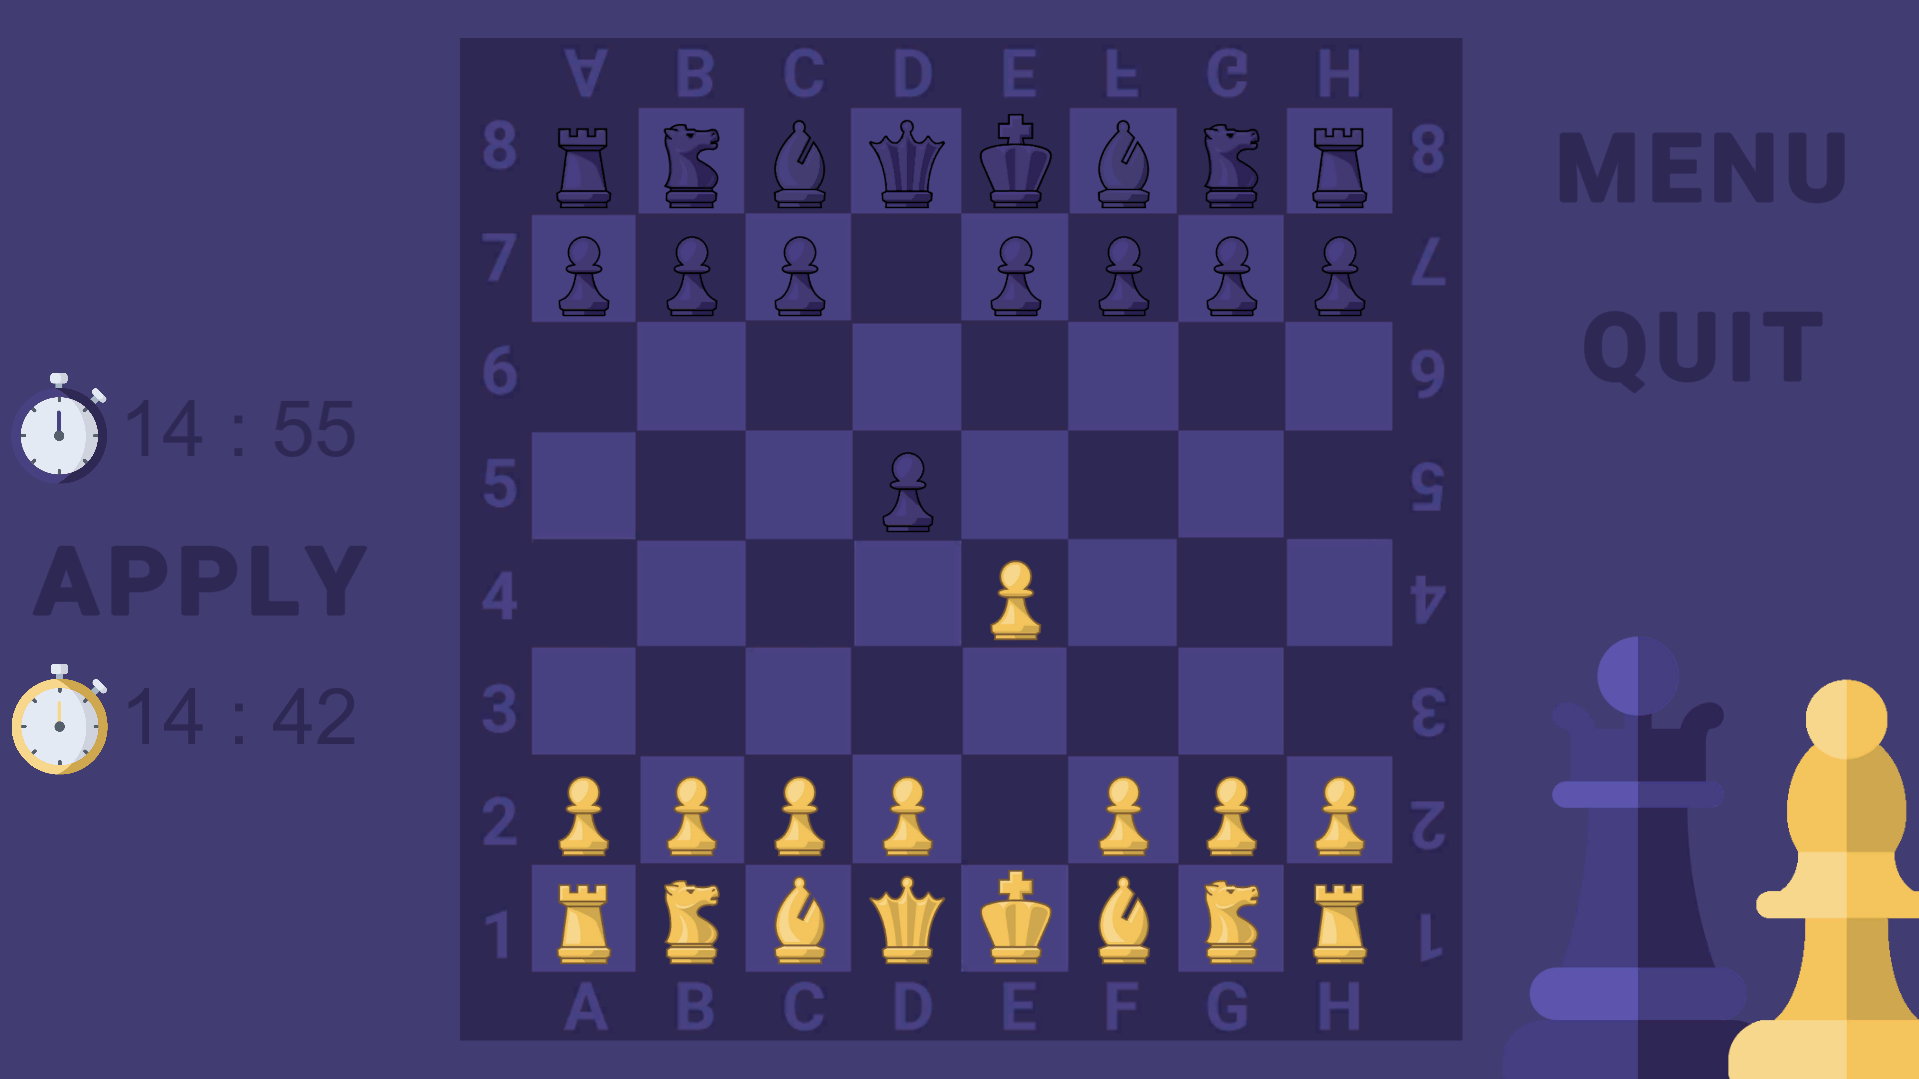 A B C D E F G H
8 8
MENU
7 7
QUIT
6 6
14 : 55
5 5
APPLY
4 4
14 : 42
3 3
2 2
1 1
A B C D E F G H